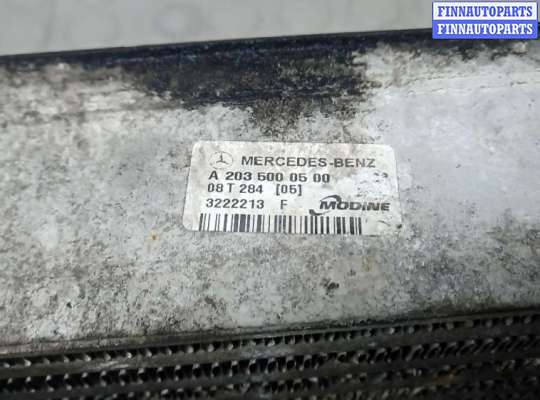 FINNAUTOPARTS
FINNAUTOPARTS
MERCEDES-BENZ
A 203 500 05 00
08 T 284 [05]
3222213 F MODINE